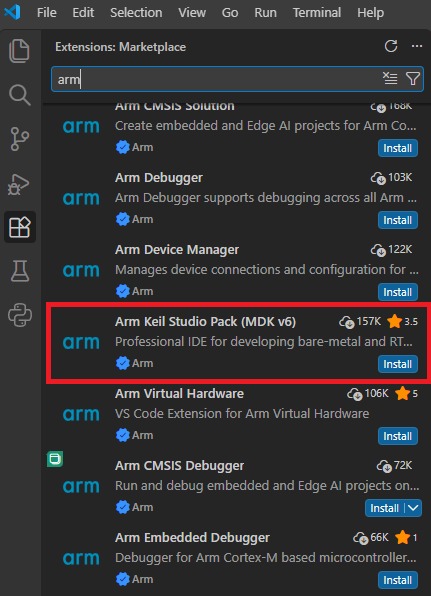 File Edit Selection View Go Run Terminal Help
Extensions: Marketplace
arm
Arm CMSIS Solution 168K
arm Create embedded and Edge AI projects for Arm Co...
Arm Install
Arm Debugger 103K
arm Arm Debugger supports debugging across all Arm ...
Arm Install
Arm Device Manager 122K
arm Manages device connections and configuration for ...
Arm Install
Arm Keil Studio Pack (MDK v6) 157K 3.5
arm Professional IDE for developing bare-metal and RT...
Arm Install
Arm Virtual Hardware 106K 5
arm VS Code Extension for Arm Virtual Hardware
Arm Install
Arm CMSIS Debugger 72K
arm Run and debug embedded and Edge AI projects on...
Arm Install
Arm Embedded Debugger 66K 1
arm Debugger for Arm Cortex-M based microcontroller...
Arm Install